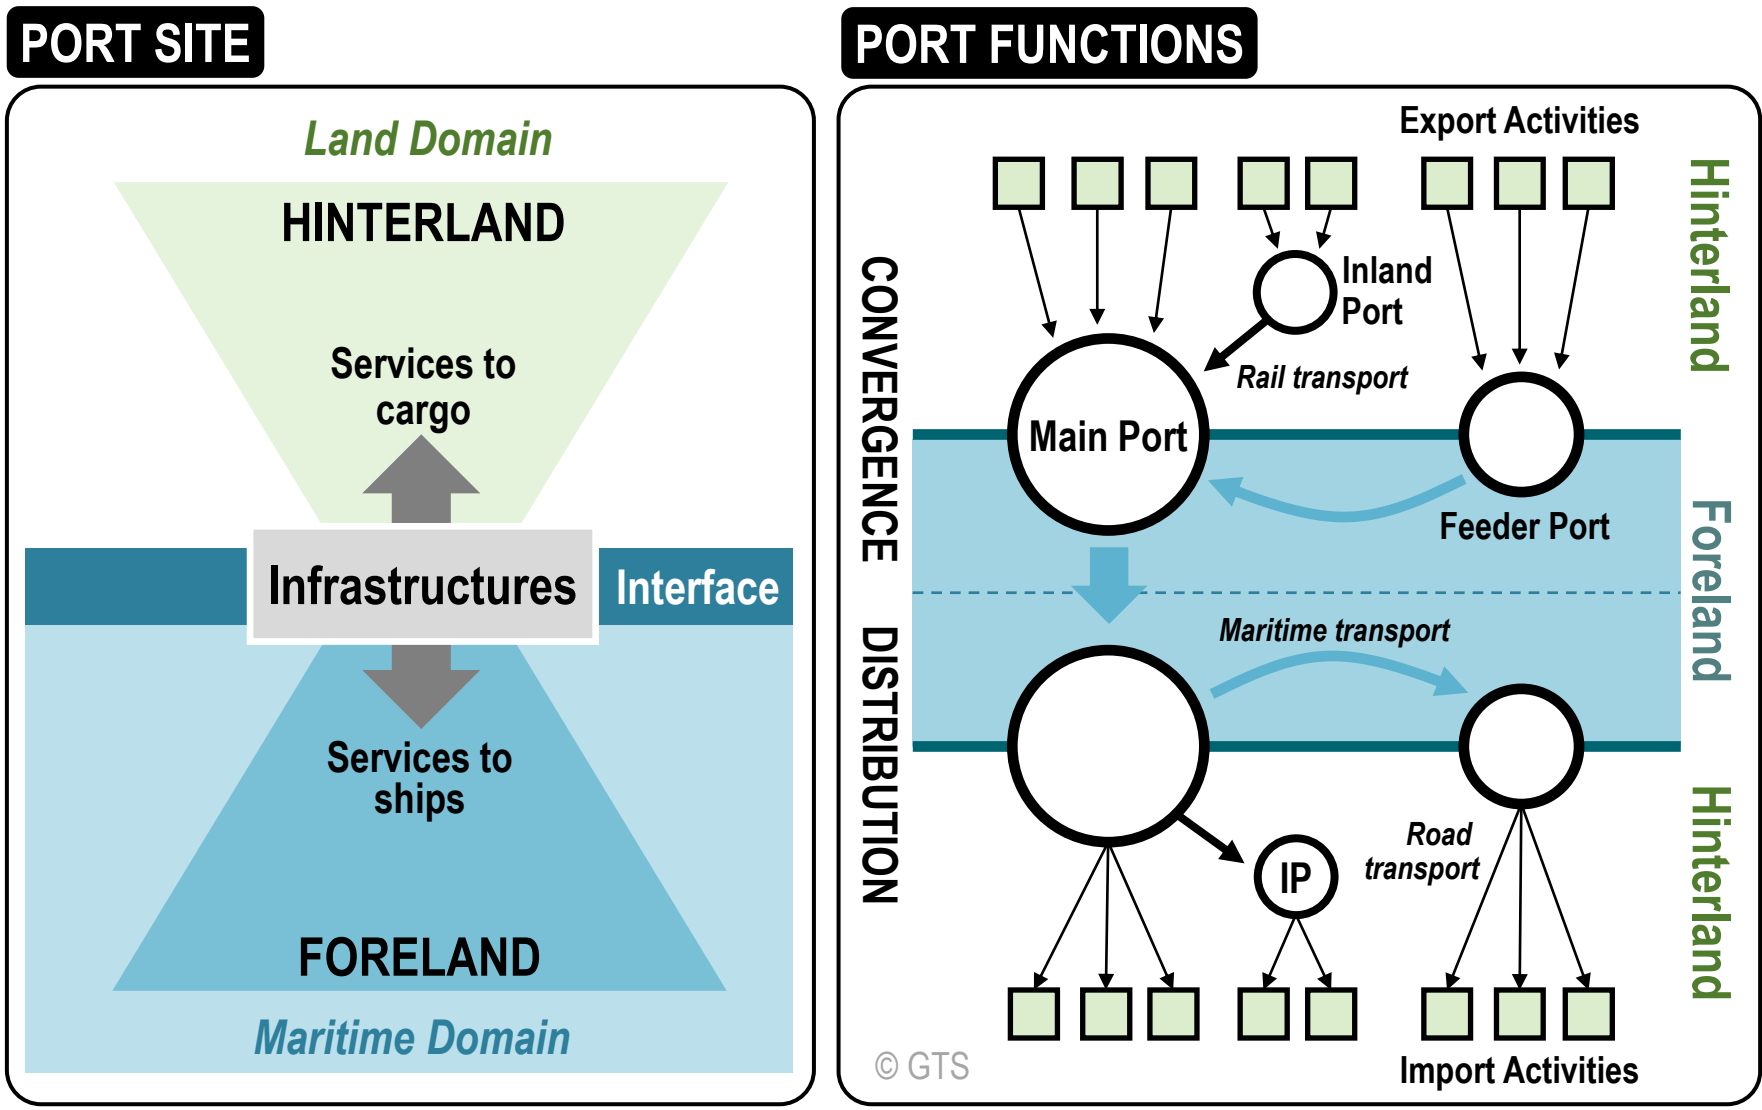 PORT SITE
Land Domain
HINTERLAND
Services to
cargo
Infrastructures
Interface
Services to
ships
FORELAND
Maritime Domain
PORT FUNCTIONS
Export Activities
Hinterland
Inland
Port
CONVERGENCE
Rail transport
Main Port
Feeder Port
Foreland
Maritime transport
DISTRIBUTION
Road
transport
IP
Hinterland
© GTS
Import Activities